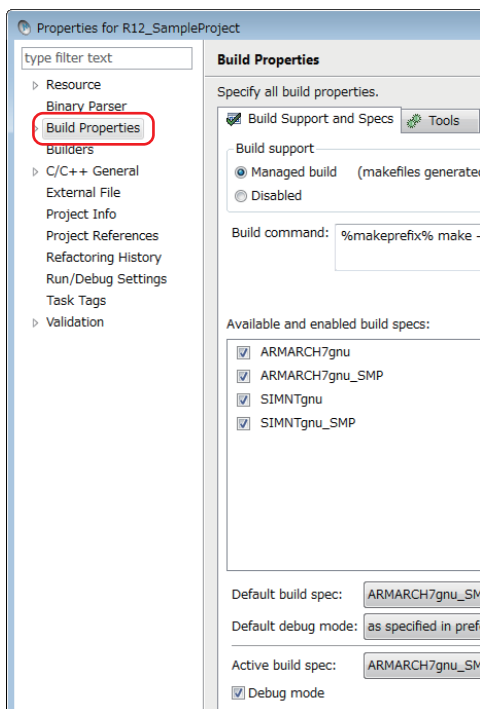 Properties for R12_SampleProject
type filter text
Resource
Binary Parser
Build Properties
Builders
C/C++ General
External File
Project Info
Project References
Refactoring History
Run/Debug Settings
Task Tags
Validation
Build Properties
Specify all build properties.
Build Support and Specs Tools
Build support
Managed build (makefiles generated
Disabled
Build command: %makeprefix% make -
Available and enabled build specs:
ARMARCH7gnu
ARMARCH7gnu_SMP
SIMNTgnu
SIMNTgnu_SMP
Default build spec: ARMARCH7gnu_SM
Default debug mode: as specified in pref
Active build spec: ARMARCH7gnu_SM
Debug mode